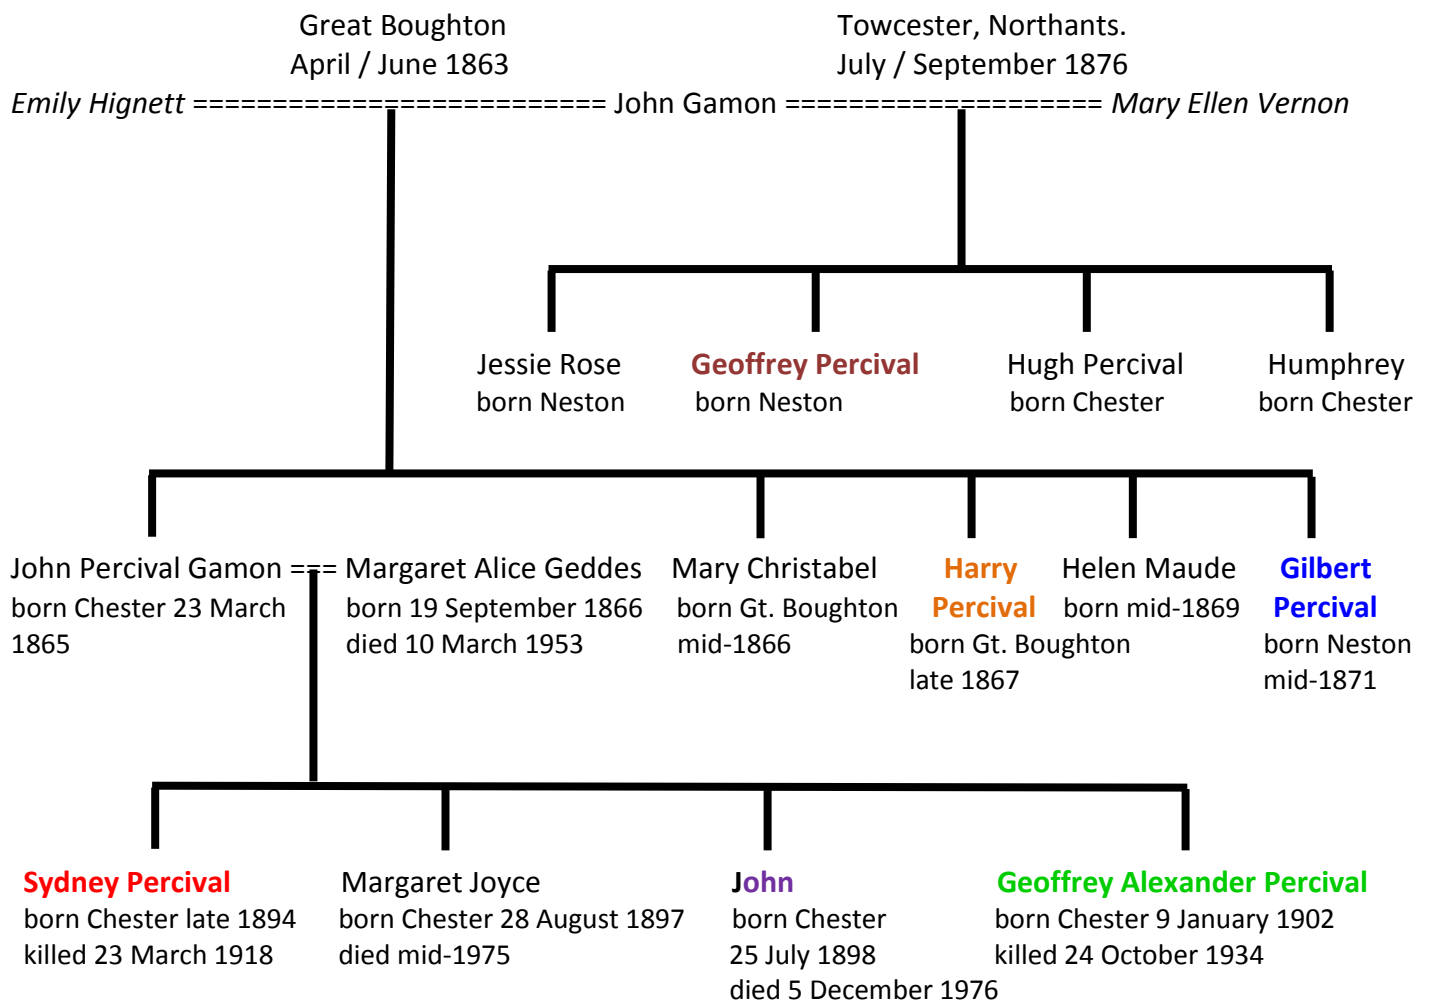 Great Boughton
April / June 1863
Towcester, Northants.
July / September 1876
Emily Hignett ========================== John Gamon ==================== Mary Ellen Vernon
Jessie Rose
born Neston
Geoffrey Percival
born Neston
Hugh Percival
born Chester
Humphrey
born Chester
John Percival Gamon === Margaret Alice Geddes
born Chester 23 March
1865
born 19 September 1866
died 10 March 1953
Mary Christabel
born Gt. Boughton
mid-1866
Harry
Percival
born Gt. Boughton
late 1867
Helen Maude
born mid-1869
Gilbert
Percival
born Neston
mid-1871
Sydney Percival
born Chester late 1894
killed 23 March 1918
Margaret Joyce
born Chester 28 August 1897
died mid-1975
John
born Chester
25 July 1898
died 5 December 1976
Geoffrey Alexander Percival
born Chester 9 January 1902
killed 24 October 1934